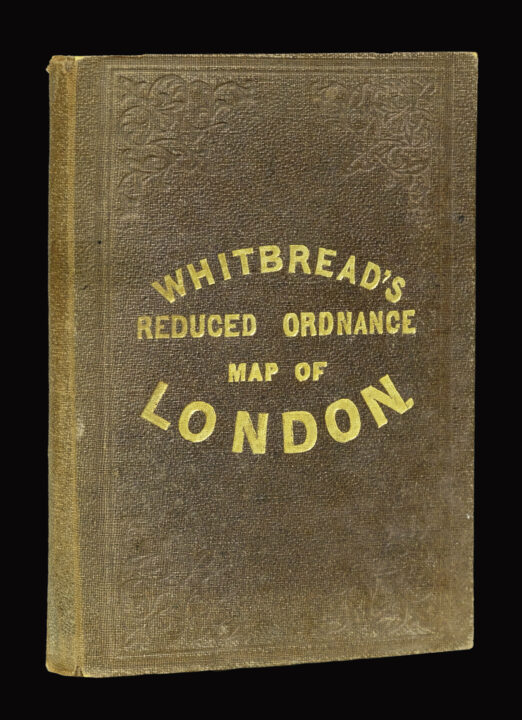 WHITBREAD'S
REDUCED ORDNANCE
MAP OF
LONDON.